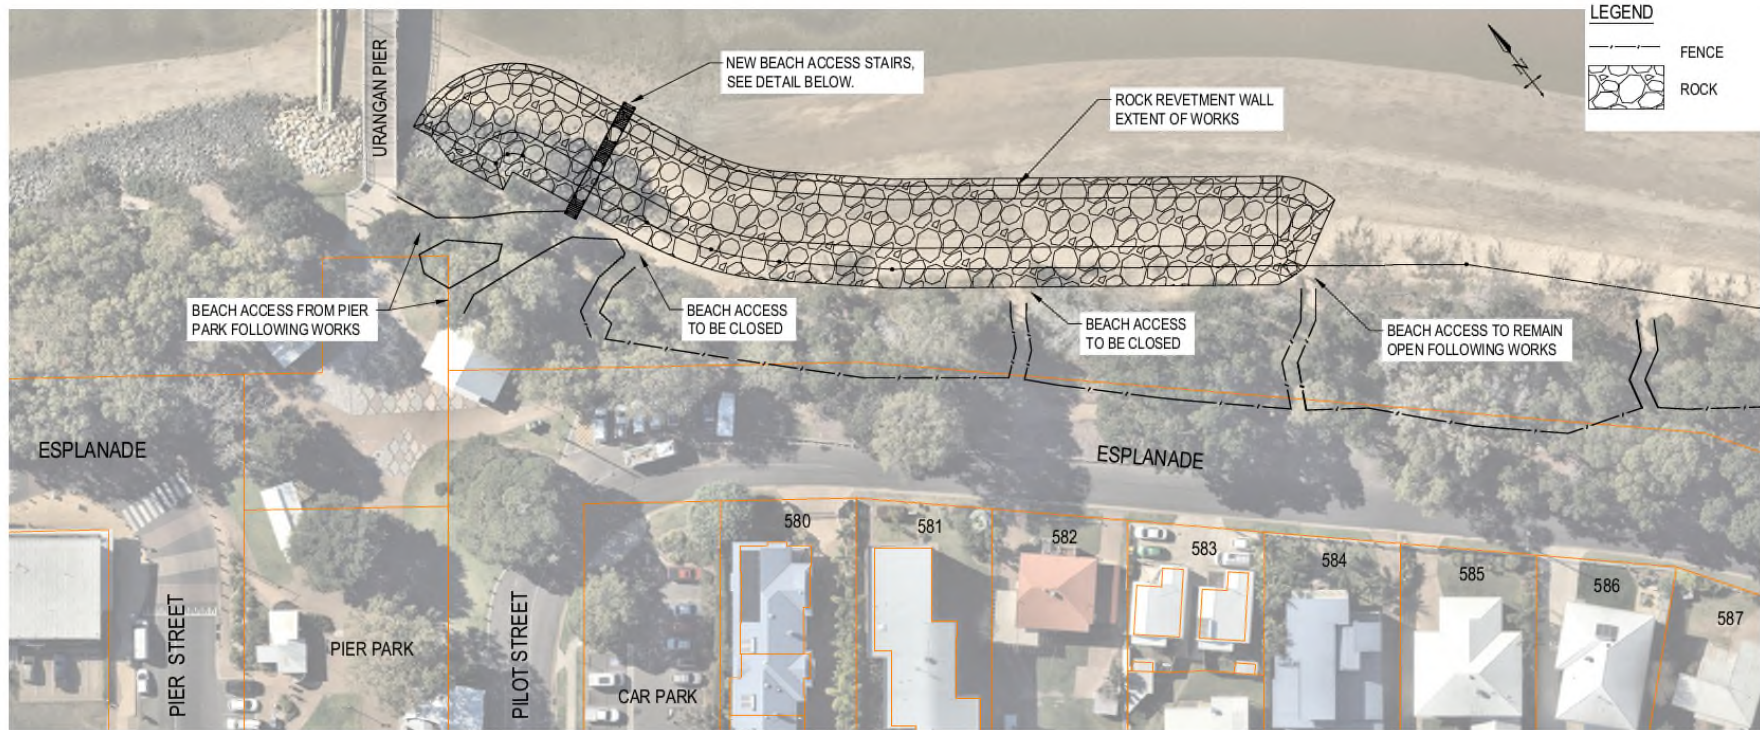 LEGEND
FENCE
ROCK
N
URANGAN PIER
NEW BEACH ACCESS STAIRS,
SEE DETAIL BELOW.
ROCK REVETMENT WALL
EXTENT OF WORKS
BEACH ACCESS FROM PIER
PARK FOLLOWING WORKS
BEACH ACCESS
TO BE CLOSED
BEACH ACCESS
TO BE CLOSED
BEACH ACCESS TO REMAIN
OPEN FOLLOWING WORKS
ESPLANADE
ESPLANADE
580
581
582
583
584
585
586
587
PIER STREET
PIER PARK
PILOT STREET
CAR PARK